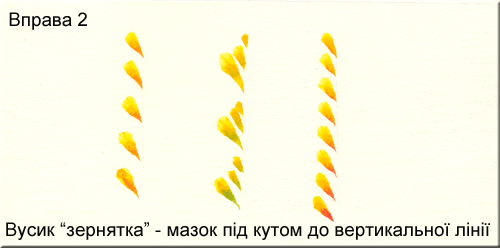 Вправа 2
Вусик “зернятка” - мазок під кутом до вертикальної лінії